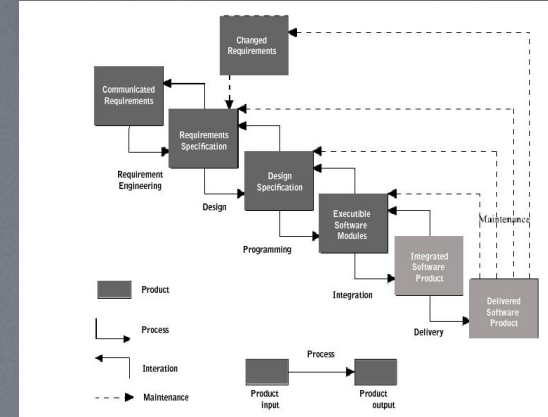 Changed
Requirements
Communicated
Requirements
Requirements
Specification
Requirement
Engineering
Design
Specification
Design
Executible
Software
Modules
Programming
Maintenance
Integrated
Software
Product
Integration
Delivered
Software
Product
Delivery
Product
Process
Interation
Maintenance
Process
Product
input
Product
output